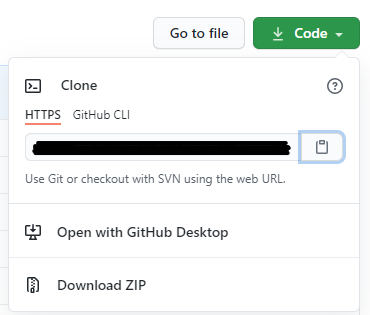 Go to file
Code
Clone
HTTPS GitHub CLI
Use Git or checkout with SVN using the web URL.
Open with GitHub Desktop
Download ZIP